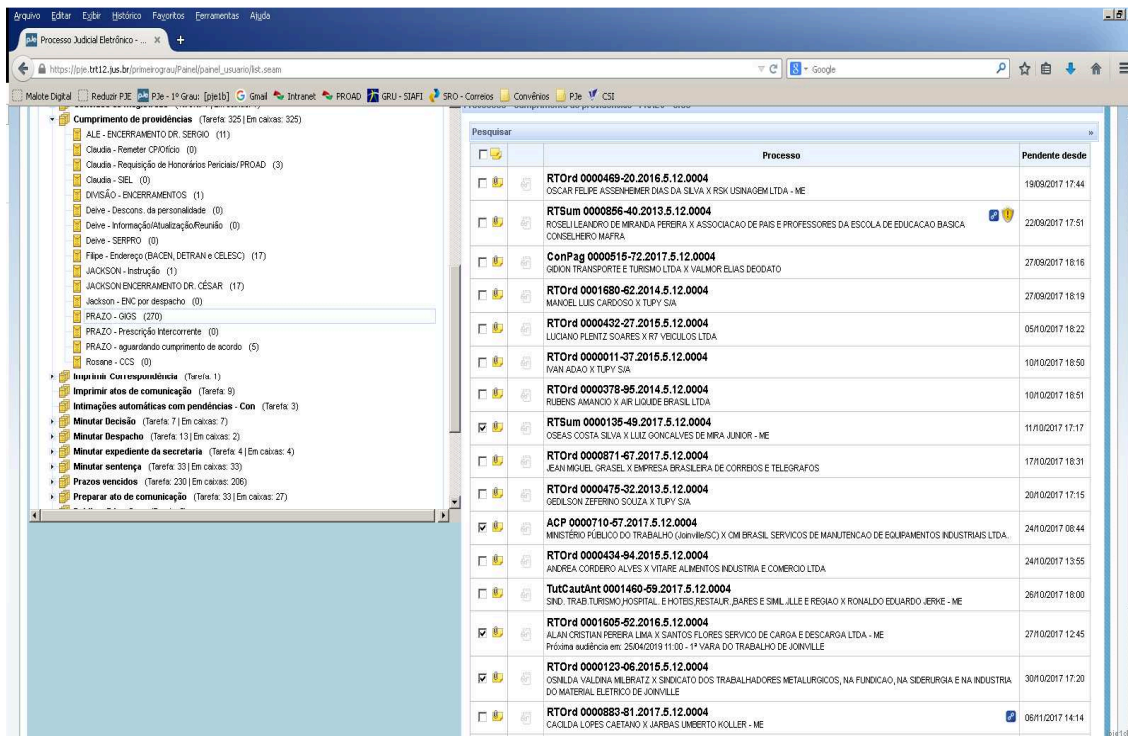 Arquivo Editar Exibir Histórico Favoritos Ferramentas Ajuda
Processo Judicial Eletrônico - ... × +
https://pje.trt12.jus.br/primeirograu/Painel/painel_usuario/list.seam
Google
Malote Digital Reduzir PJE PJe - 1º Grau: [pje1b] Gmail Intranet PROAD GRU - SIAFI SRO - Correios Convênios PJe CSI
Cumprimento de providências (Tarefa: 325 | Em caixas: 325)
ALE - ENCERRAMENTO DR. SERGIO (11)
Claudia - Remeter CP/Ofício (0)
Claudia - Requisição de Honorários Periciais/ PROAD (3)
Claudia - SIEL (0)
DIVISÃO - ENCERRAMENTOS (1)
Deive - Descons. da personalidade (0)
Deive - Informação/Atualização/Reunião (0)
Deive - SERPRO (0)
Filipe - Endereço (BACEN, DETRAN e CELESC) (17)
JACKSON - Instrução (1)
JACKSON ENCERRAMENTO DR. CÉSAR (17)
Jackson - ENC por despacho (0)
PRAZO - GIGS (270)
PRAZO - Prescrição Intercorrente (0)
PRAZO - aguardando cumprimento de acordo (5)
Rosane - CCS (0)
Imprimir Correspondência (Tarefa: 1)
Imprimir atos de comunicação (Tarefa: 9)
Intimações automáticas com pendências - Con (Tarefa: 3)
Minutar Decisão (Tarefa: 7 | Em caixas: 7)
Minutar Despacho (Tarefa: 13 | Em caixas: 2)
Minutar expediente da secretaria (Tarefa: 4 | Em caixas: 4)
Minutar sentença (Tarefa: 33 | Em caixas: 33)
Prazos vencidos (Tarefa: 230 | Em caixas: 206)
Preparar ato de comunicação (Tarefa: 33 | Em caixas: 27)
Pesquisar »
Processo Pendente desde
RTOrd 0000469-20.2016.5.12.0004
OSCAR FELIPE ASSENHEIMER DIAS DA SILVA X RSK USINAGEM LTDA - ME 19/09/2017 17:44
RTSum 0000856-40.2013.5.12.0004
ROSELI LEANDRO DE MIRANDA PEREIRA X ASSOCIACAO DE PAIS E PROFESSORES DA ESCOLA DE EDUCACAO BASICA 22/09/2017 17:51
CONSELHEIRO MAFRA
ConPag 0000515-72.2017.5.12.0004
GIDION TRANSPORTE E TURISMO LTDA X VALMOR ELIAS DEODATO 27/09/2017 18:16
RTOrd 0001680-62.2014.5.12.0004
MANOEL LUIS CARDOSO X TUPY S/A 27/09/2017 18:19
RTOrd 0000432-27.2015.5.12.0004
LUCIANO PLENTZ SOARES X R7 VEICULOS LTDA 05/10/2017 18:22
RTOrd 0000011-37.2015.5.12.0004
IVAN ADAO X TUPY S/A 10/10/2017 18:50
RTOrd 0000378-95.2014.5.12.0004
RUBENS AMANCIO X AIR LIQUIDE BRASIL LTDA 10/10/2017 18:51
RTSum 0000135-49.2017.5.12.0004
OSEAS COSTA SILVA X LUIZ GONCALVES DE MIRA JUNIOR - ME 11/10/2017 17:17
RTOrd 0000871-67.2017.5.12.0004
JEAN MIGUEL GRASEL X EMPRESA BRASILEIRA DE CORREIOS E TELEGRAFOS 17/10/2017 18:31
RTOrd 0000475-32.2013.5.12.0004
GEDILSON ZEFERINO SOUZA X TUPY S/A 20/10/2017 17:15
ACP 0000710-57.2017.5.12.0004
MINISTÉRIO PÚBLICO DO TRABALHO (Joinville/SC) X CMI BRASIL SERVICOS DE MANUTENCAO DE EQUIPAMENTOS INDUSTRIAIS LTDA. 24/10/2017 08:44
RTOrd 0000434-94.2015.5.12.0004
ANDREA CORDEIRO ALVES X VITARE ALIMENTOS INDUSTRIA E COMERCIO LTDA 24/10/2017 13:55
TutCautAnt 0001460-59.2017.5.12.0004
SIND. TRAB.TURISMO,HOSPITAL. E HOTEIS,RESTAUR.,BARES E SIMIL.JLLE E REGIAO X RONALDO EDUARDO JERKE - ME 26/10/2017 18:00
RTOrd 0001605-52.2016.5.12.0004
ALAN CRISTIAN PEREIRA LIMA X SANTOS FLORES SERVICO DE CARGA E DESCARGA LTDA - ME 27/10/2017 12:45
Próxima audiência em: 25/04/2019 11:00 - 1ª VARA DO TRABALHO DE JOINVILLE
RTOrd 0000123-06.2015.5.12.0004
OSNILDA VALDINA MILBRATZ X SINDICATO DOS TRABALHADORES METALURGICOS, NA FUNDICAO, NA SIDERURGIA E NA INDUSTRIA 30/10/2017 17:20
DO MATERIAL ELETRICO DE JOINVILLE
RTOrd 0000883-81.2017.5.12.0004
CACILDA LOPES CAETANO X JARBAS UMBERTO KOLLER - ME 06/11/2017 14:14